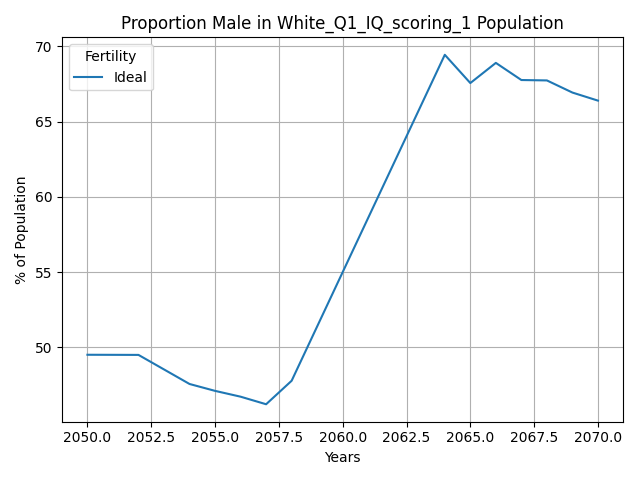 Proportion Male in White_Q1_IQ_scoring_1 Population
Fertility
Ideal
% of Population
70
65
60
55
50
2050.0 2052.5 2055.0 2057.5 2060.0 2062.5 2065.0 2067.5 2070.0
Years